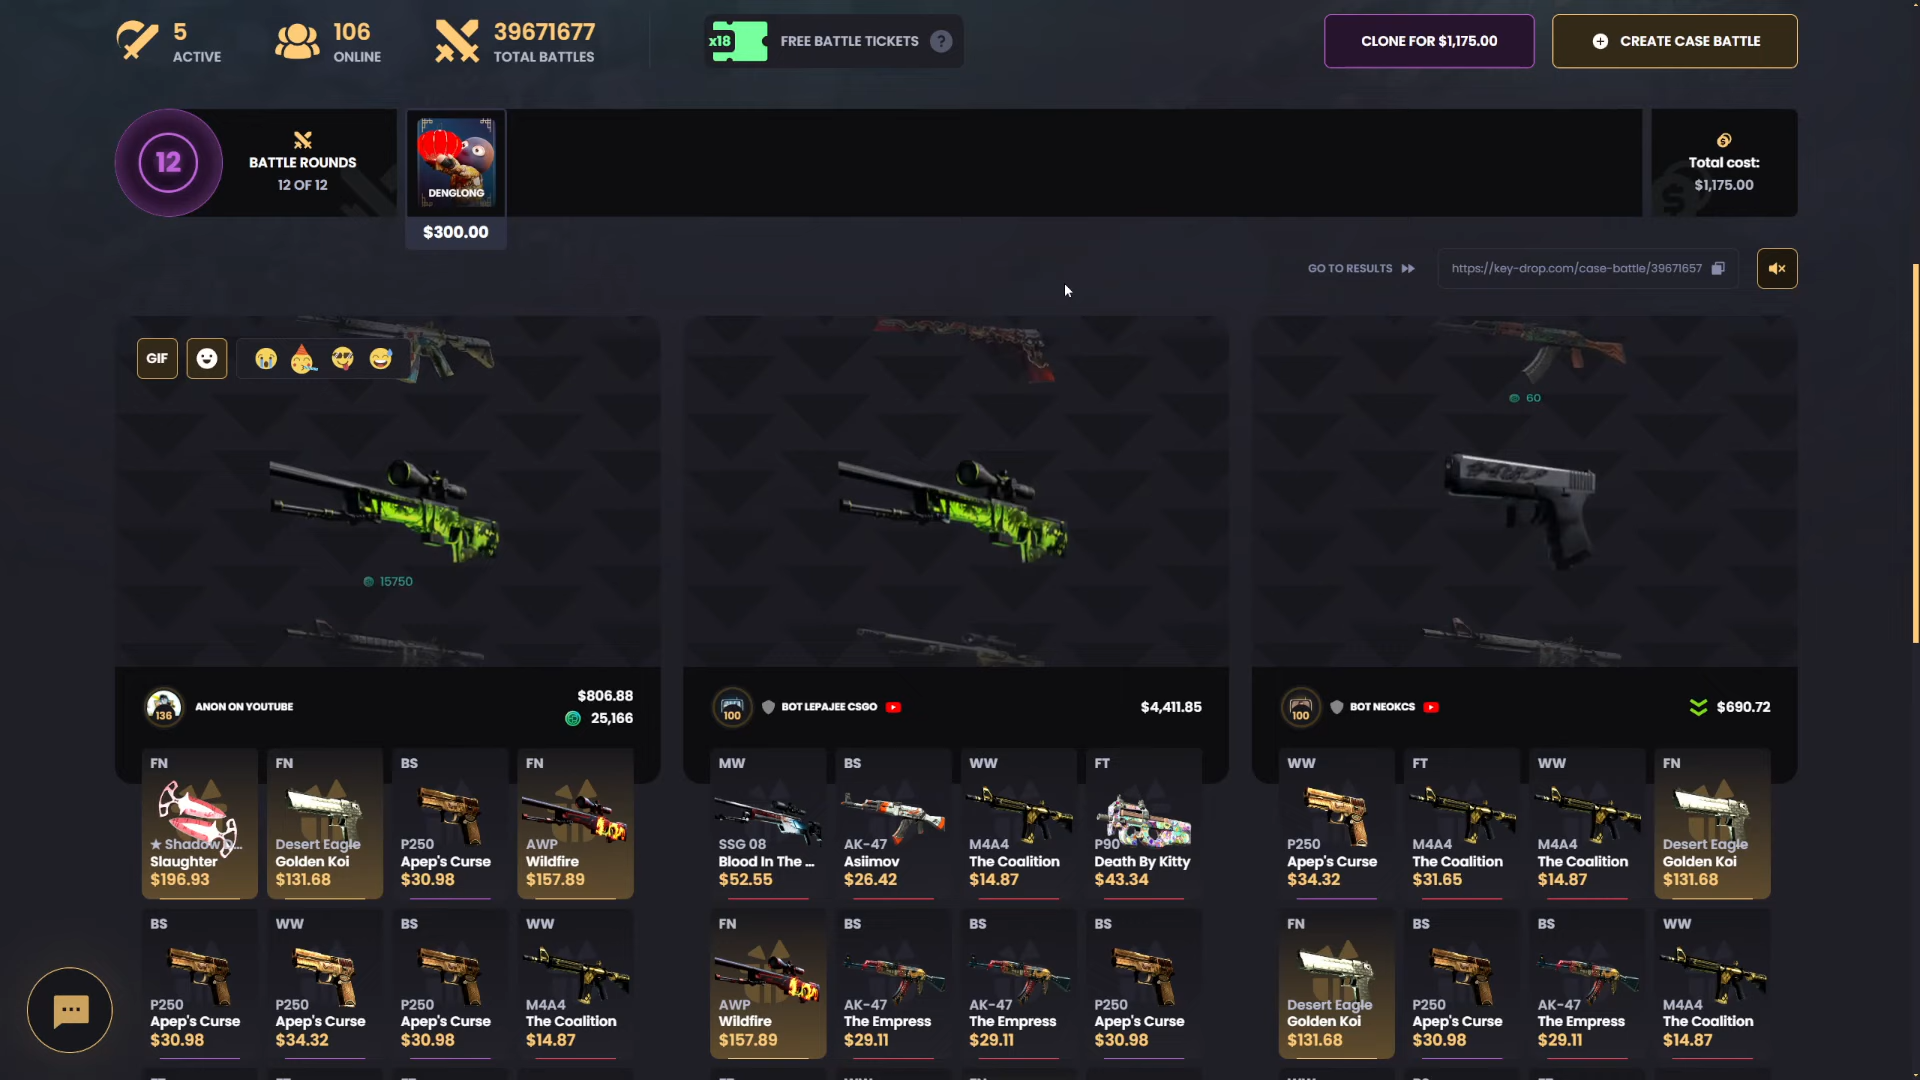 5
ACTIVE
106
ONLINE
39671677
TOTAL BATTLES
x18
FREE BATTLE TICKETS ?
CLONE FOR $1,175.00
CREATE CASE BATTLE
12
BATTLE ROUNDS
12 OF 12
DENGLONG
$300.00
Total cost:
$1,175.00
GO TO RESULTS
https://key-drop.com/case-battle/39671657
GIF
60
15750
136
ANON ON YOUTUBE
$806.88
25,166
100
BOT LEPAJEE CSGO
$4,411.85
100
BOT NEOKCS
$690.72
FN
★ Shadow D...
Slaughter
$196.93
FN
Desert Eagle
Golden Koi
$131.68
BS
P250
Apep's Curse
$30.98
FN
AWP
Wildfire
$157.89
MW
SSG 08
Blood In The ...
$52.55
BS
AK-47
Asiimov
$26.42
WW
M4A4
The Coalition
$14.87
FT
P90
Death By Kitty
$43.34
WW
P250
Apep's Curse
$34.32
FT
M4A4
The Coalition
$31.65
WW
M4A4
The Coalition
$14.87
FN
Desert Eagle
Golden Koi
$131.68
BS
P250
Apep's Curse
$30.98
WW
P250
Apep's Curse
$34.32
BS
P250
Apep's Curse
$30.98
WW
M4A4
The Coalition
$14.87
FN
AWP
Wildfire
$157.89
BS
AK-47
The Empress
$29.11
BS
AK-47
The Empress
$29.11
BS
P250
Apep's Curse
$30.98
FN
Desert Eagle
Golden Koi
$131.68
BS
P250
Apep's Curse
$30.98
BS
AK-47
The Empress
$29.11
WW
M4A4
The Coalition
$14.87